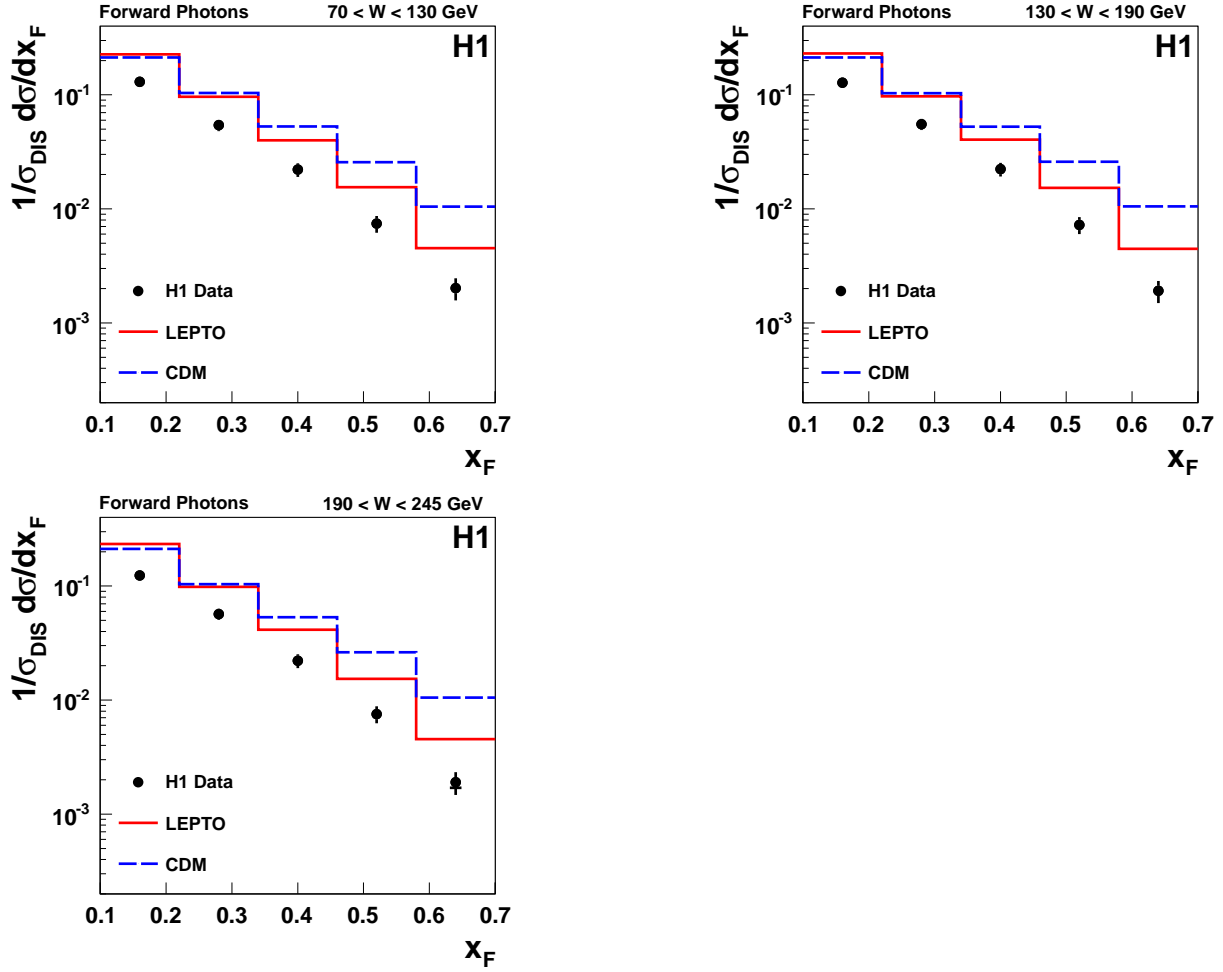 Forward Photons 70 < W < 130 GeV
H1
1/σ_DIS dσ/dx_F
10⁻¹
10⁻²
10⁻³
H1 Data
LEPTO
CDM
0.1 0.2 0.3 0.4 0.5 0.6 0.7
x_F
Forward Photons 130 < W < 190 GeV
H1
1/σ_DIS dσ/dx_F
10⁻¹
10⁻²
10⁻³
H1 Data
LEPTO
CDM
0.1 0.2 0.3 0.4 0.5 0.6 0.7
x_F
Forward Photons 190 < W < 245 GeV
H1
1/σ_DIS dσ/dx_F
10⁻¹
10⁻²
10⁻³
H1 Data
LEPTO
CDM
0.1 0.2 0.3 0.4 0.5 0.6 0.7
x_F